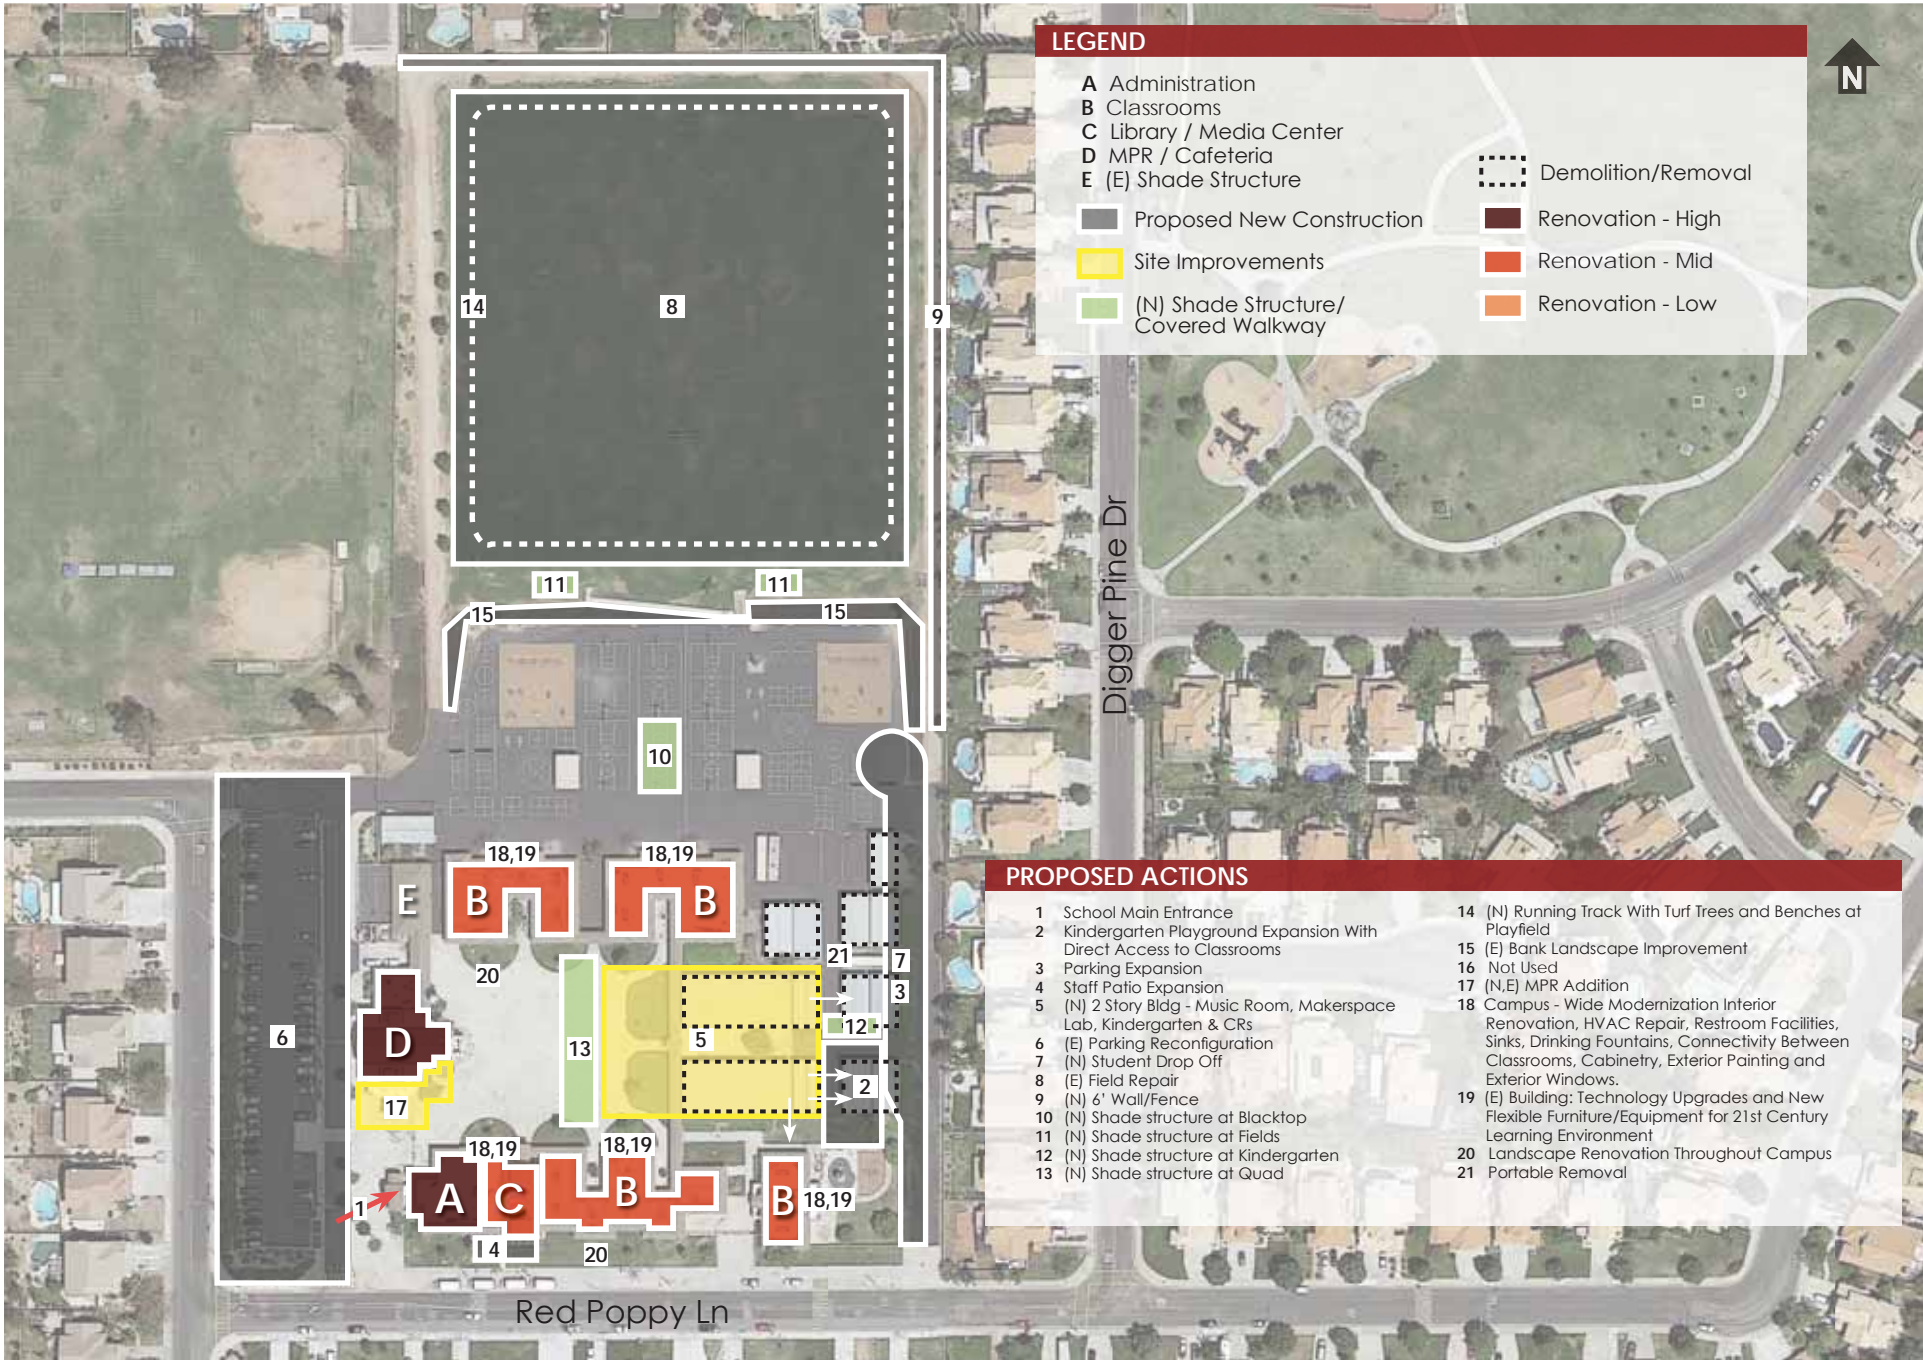 LEGEND
A Administration
B Classrooms
C Library / Media Center
D MPR / Cafeteria
E (E) Shade Structure
Proposed New Construction
Site Improvements
(N) Shade Structure/
Covered Walkway
Demolition/Removal
Renovation - High
Renovation - Mid
Renovation - Low
N
14
8
9
11
11
15
15
Digger Pine Dr
10
18,19
18,19
E
B
B
21
7
20
3
12
6
D
13
5
2
17
18,19
18,19
A
C
B
B
18,19
1
4
20
Red Poppy Ln
PROPOSED ACTIONS
1 School Main Entrance
2 Kindergarten Playground Expansion With
Direct Access to Classrooms
3 Parking Expansion
4 Staff Patio Expansion
5 (N) 2 Story Bldg - Music Room, Makerspace
Lab, Kindergarten & CRs
6 (E) Parking Reconfiguration
7 (N) Student Drop Off
8 (E) Field Repair
9 (N) 6' Wall/Fence
10 (N) Shade structure at Blacktop
11 (N) Shade structure at Fields
12 (N) Shade structure at Kindergarten
13 (N) Shade structure at Quad
14 (N) Running Track With Turf Trees and Benches at
Playfield
15 (E) Bank Landscape Improvement
16 Not Used
17 (N,E) MPR Addition
18 Campus - Wide Modernization Interior
Renovation, HVAC Repair, Restroom Facilities,
Sinks, Drinking Fountains, Connectivity Between
Classrooms, Cabinetry, Exterior Painting and
Exterior Windows.
19 (E) Building: Technology Upgrades and New
Flexible Furniture/Equipment for 21st Century
Learning Environment
20 Landscape Renovation Throughout Campus
21 Portable Removal